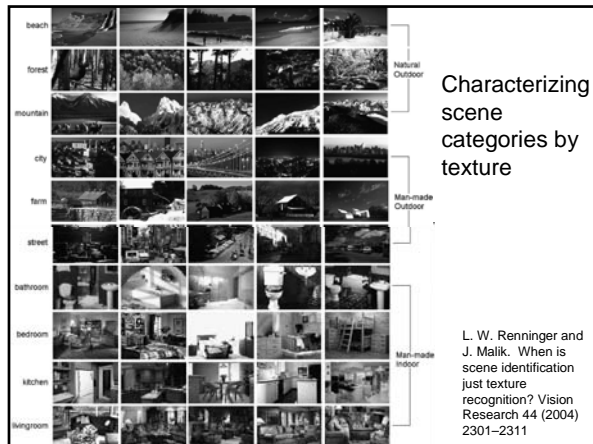 beach
forest
mountain
city
farm
street
bathroom
bedroom
kitchen
livingroom
Natural
Outdoor
Man-made
Outdoor
Man-made
Indoor
Characterizing
scene
categories by
texture
L. W. Renninger and
J. Malik. When is
scene identification
just texture
recognition? Vision
Research 44 (2004)
2301–2311